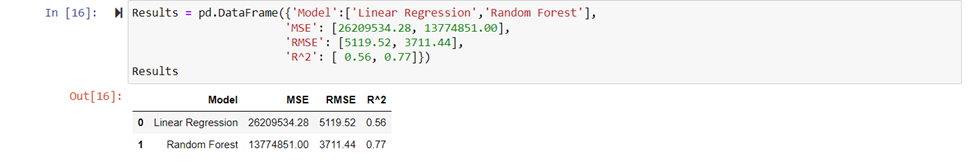 In [16]: Results = pd.DataFrame({'Model':['Linear Regression','Random Forest'],
'MSE': [26209534.28, 13774851.00],
'RMSE': [5119.52, 3711.44],
'R^2': [ 0.56, 0.77]})
Results
Out[16]:
Model MSE RMSE R^2
0 Linear Regression 26209534.28 5119.52 0.56
1 Random Forest 13774851.00 3711.44 0.77